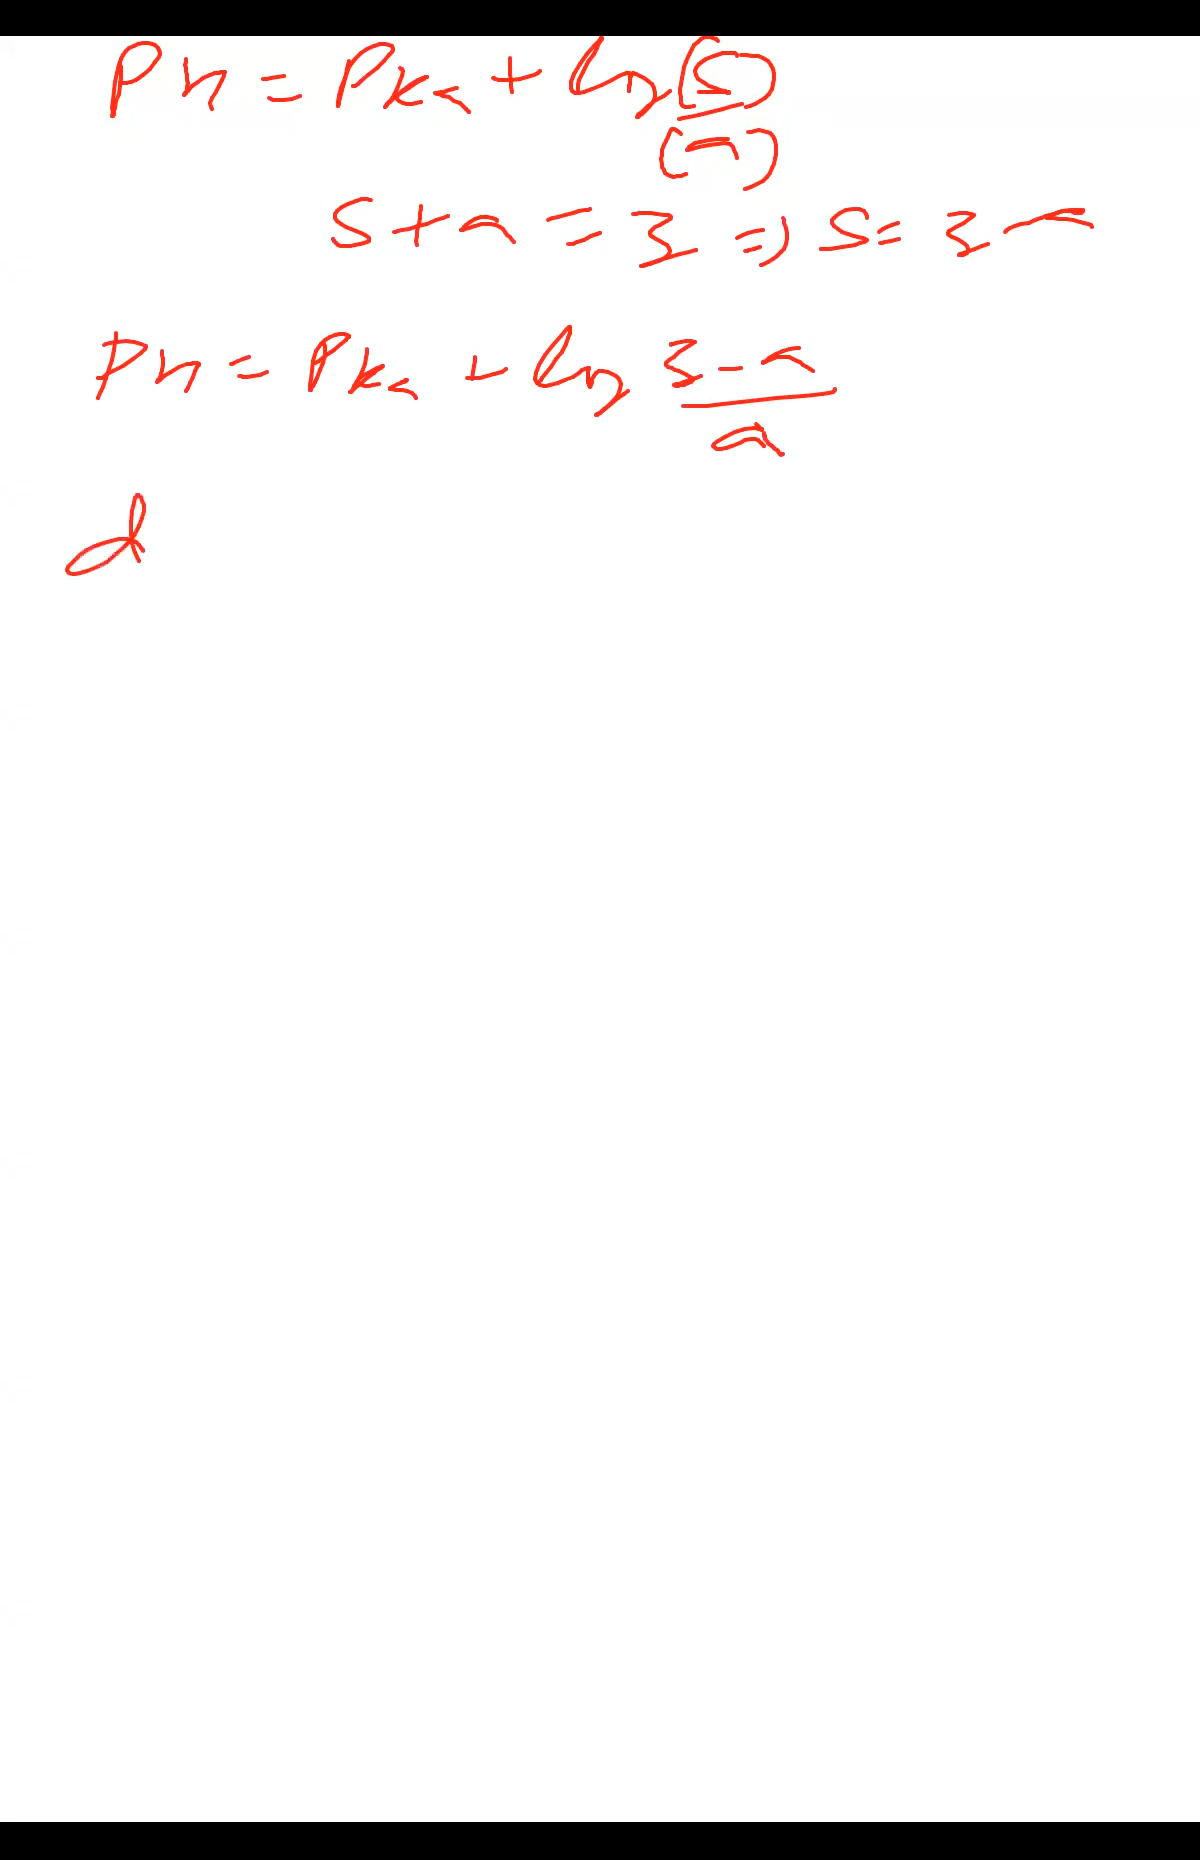 PH = PKa + log (S)/(a)
S + a = 3 => S = 3 - a
PH = PKa + log 3-a/a
d